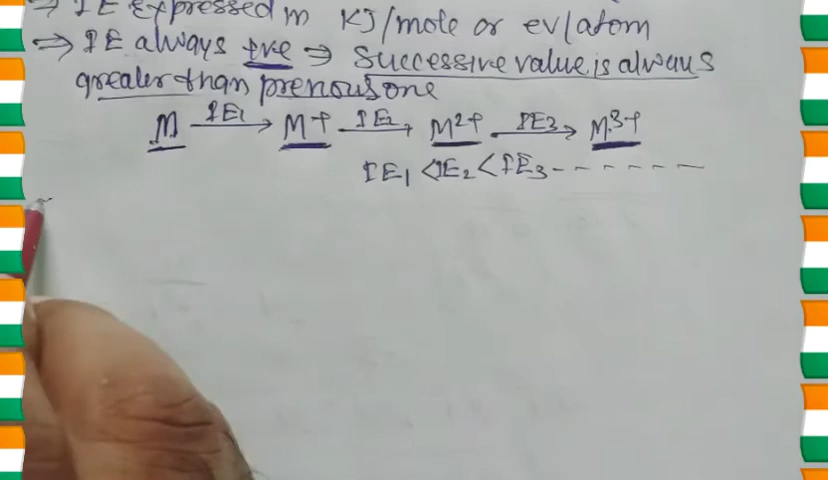 ⇒ IE Expressed in KJ/mole or ev/atom
⇒ IE always +ve ⇒ Successive value is always
greater than previous one
M IE1→ M+ IE2→ M2+ IE3→ M3+
IE1 <IE2 < IE3-------